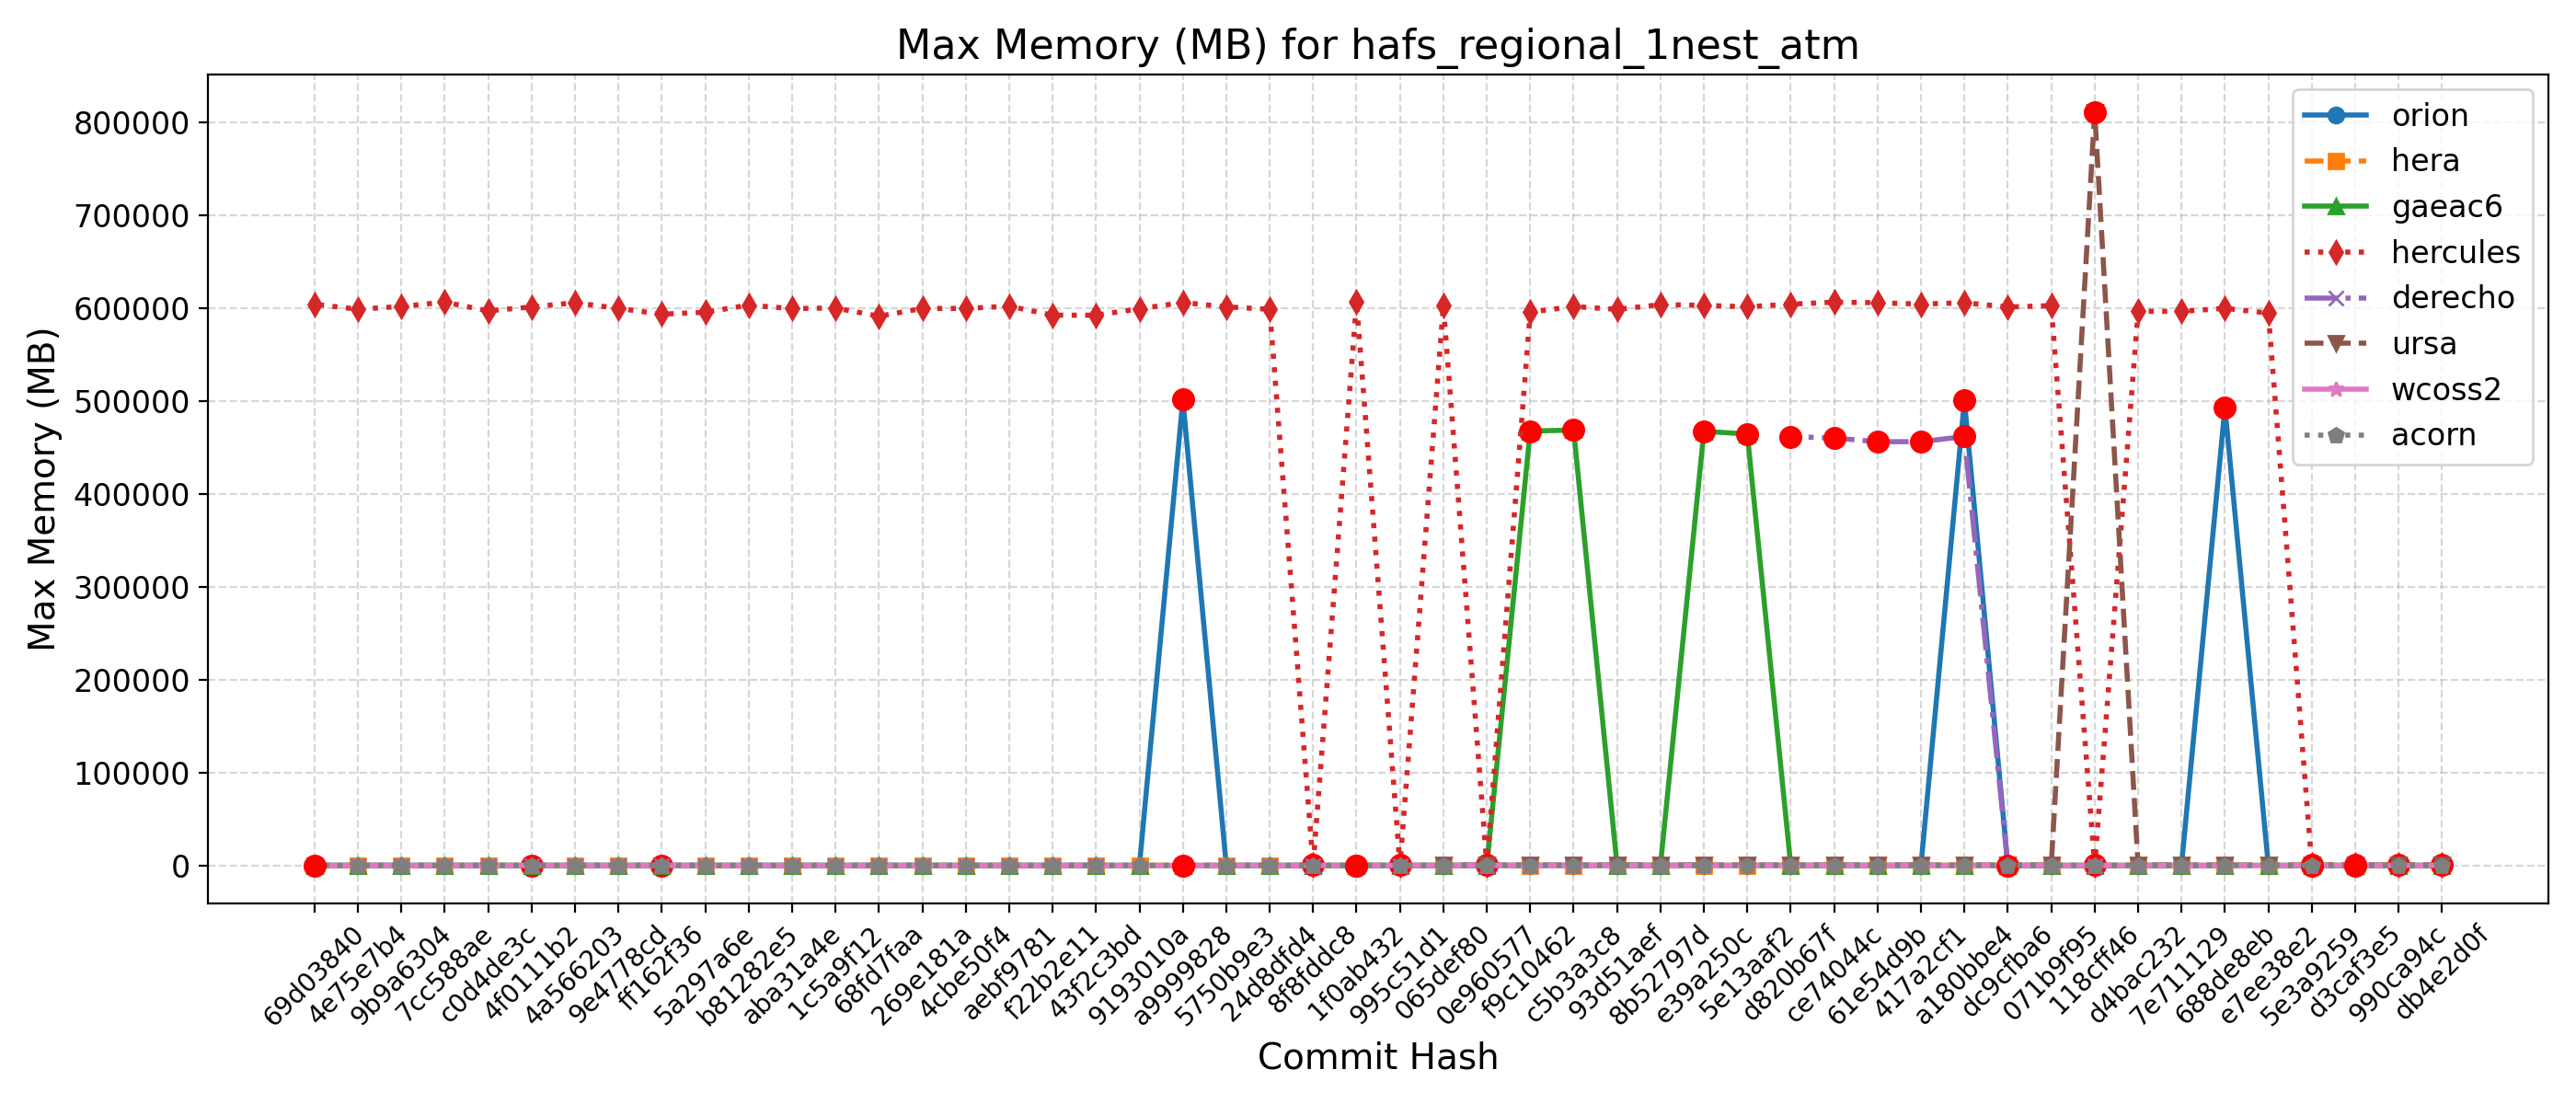 Max Memory (MB) for hafs_regional_1nest_atm
Max Memory (MB)
800000
700000
600000
500000
400000
300000
200000
100000
0
orion
hera
gaeac6
hercules
derecho
ursa
wcoss2
acorn
69d03840
4e75e7b4
9b9a6304
7cc588ae
c0d4de3c
4f0111b2
4a566203
9e4778cd
ff162f36
5a297a6e
b81282e5
aba31a4e
1c5a9f12
68fd7faa
269e181a
4cbe50f4
aebf9781
f22b2e11
43f2c3bd
9193010a
a9999828
5750b9e3
24d8dfd4
8f8fddc8
1f0ab432
995c51d1
065def80
0e960577
f9c10462
c5b3a3c8
93d51aef
8b52797d
e39a250c
5e13aaf2
d820b67f
ce74044c
61e54d9b
417a2cf1
a180bbe4
dc9cfba6
071b9f95
118cff46
d4bac232
7e711129
688de8eb
e7ee38e2
5e3a9259
d3caf3e5
990ca94c
db4e2d0f
Commit Hash